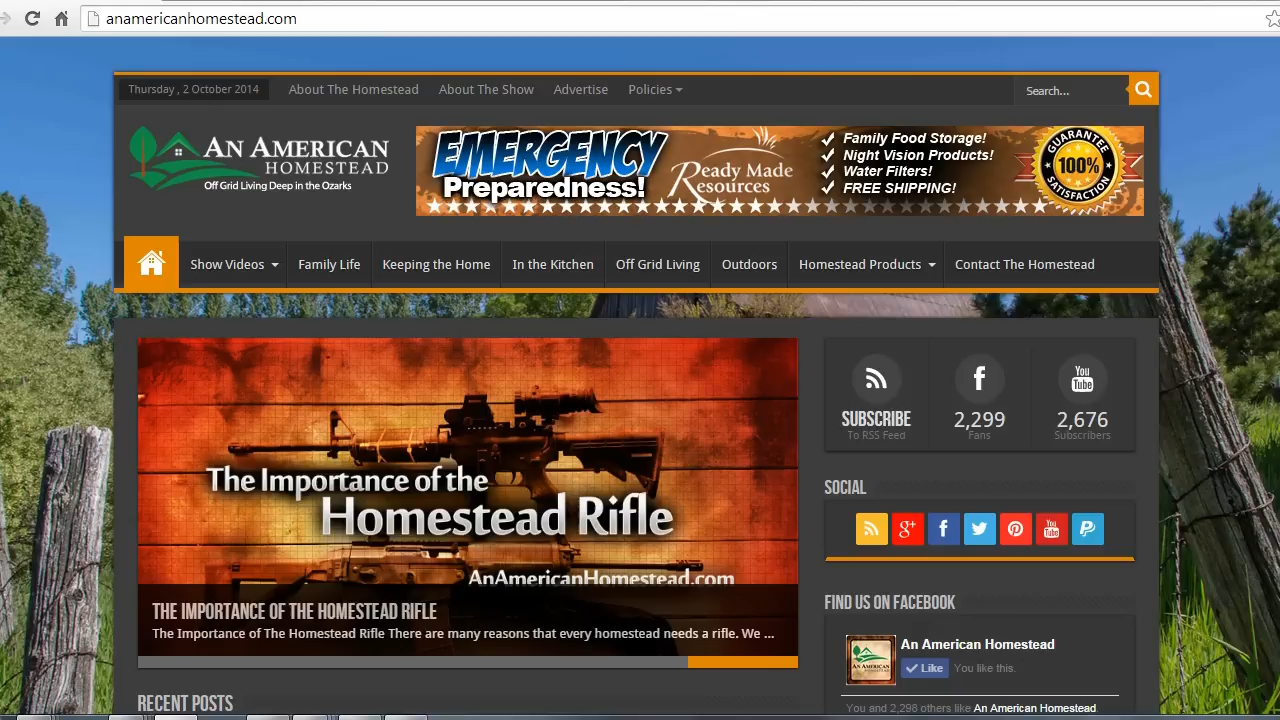 anamericanhomestead.com
Thursday , 2 October 2014
About The Homestead
About The Show
Advertise
Policies
Search...
AN AMERICAN
HOMESTEAD
Off Grid Living Deep in the Ozarks
EMERGENCY
Preparedness!
Ready Made
Resources
Family Food Storage!
Night Vision Products!
Water Filters!
FREE SHIPPING!
GUARANTEE
100%
SATISFACTION
Show Videos
Family Life
Keeping the Home
In the Kitchen
Off Grid Living
Outdoors
Homestead Products
Contact The Homestead
The Importance of the
Homestead Rifle
AnAmericanHomestead.com
THE IMPORTANCE OF THE HOMESTEAD RIFLE
The Importance of The Homestead Rifle There are many reasons that every homestead needs a rifle. We ...
RECENT POSTS
SUBSCRIBE
To RSS Feed
2,299
Fans
You
Tube
2,676
Subscribers
SOCIAL
FIND US ON FACEBOOK
AN AMERICAN
HOMESTEAD
An American Homestead
Like
You like this.
You and 2,298 others like An American Homestead